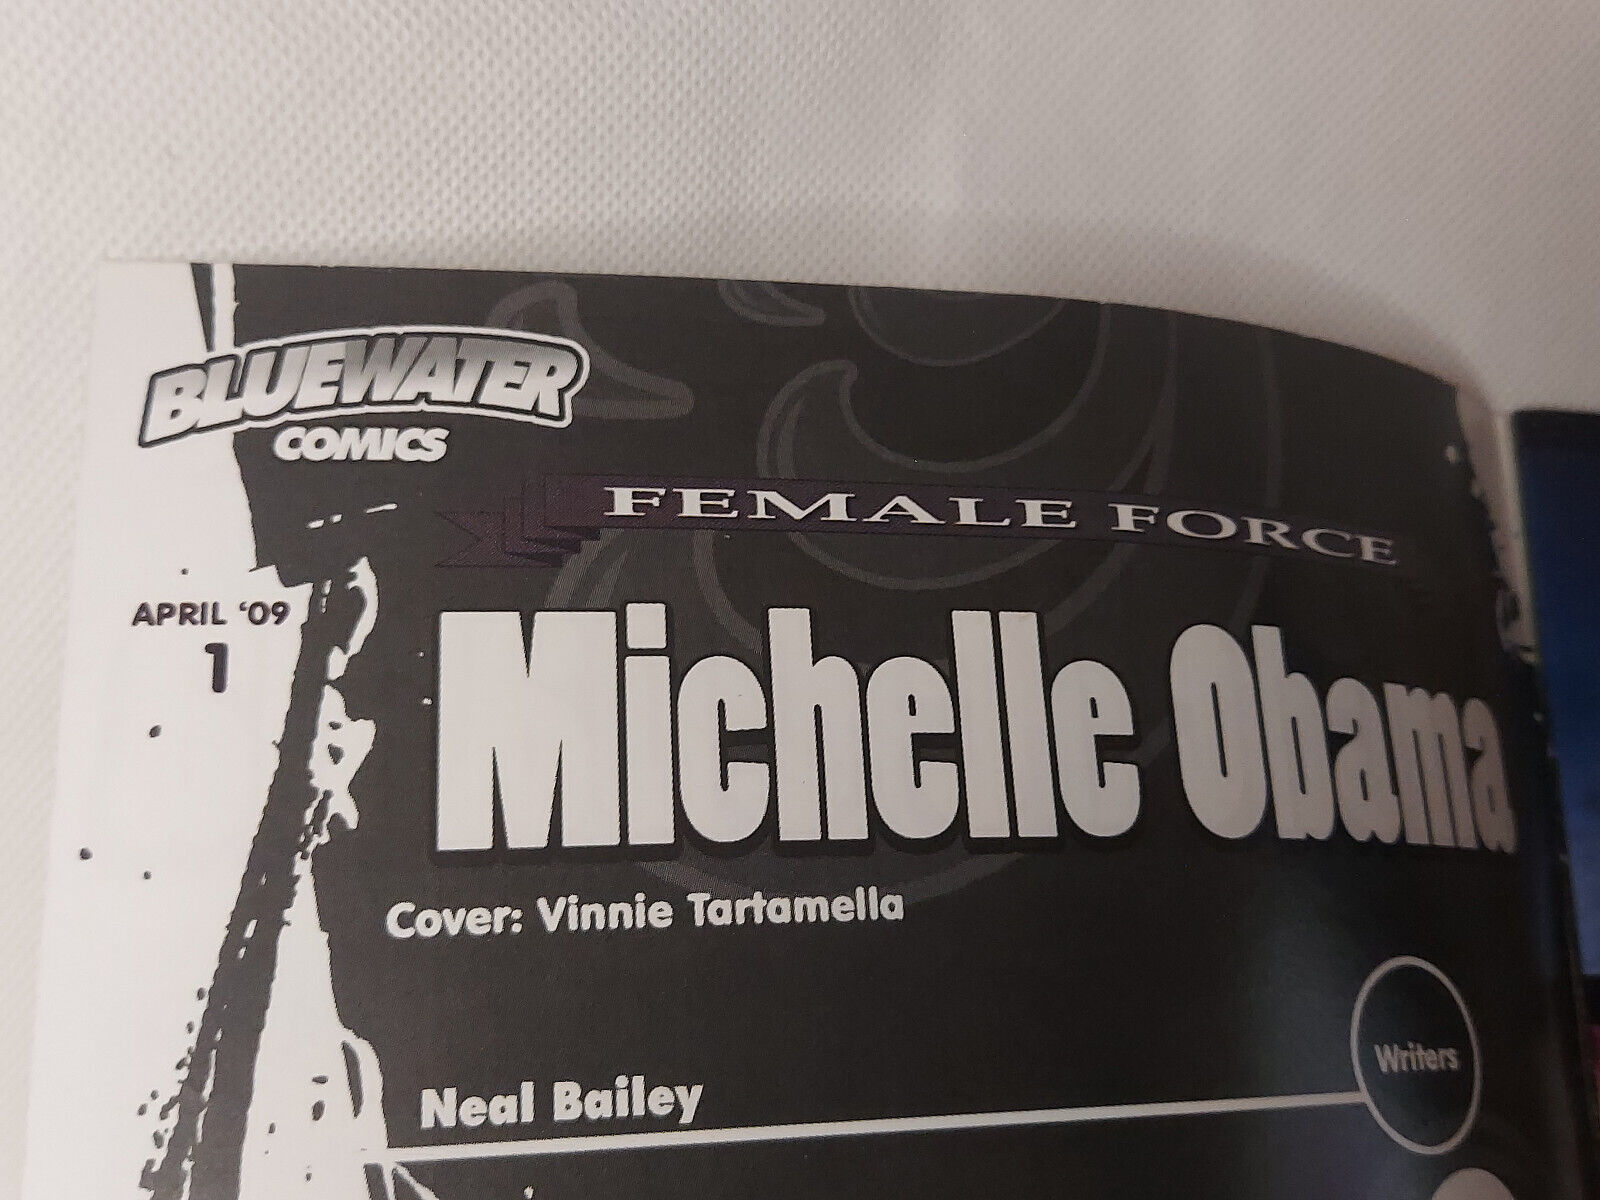 BLUEWATER
COMICS
FEMALE FORCE
APRIL '09
1
Michelle Obama
Cover: Vinnie Tartamella
Writers
Neal Bailey